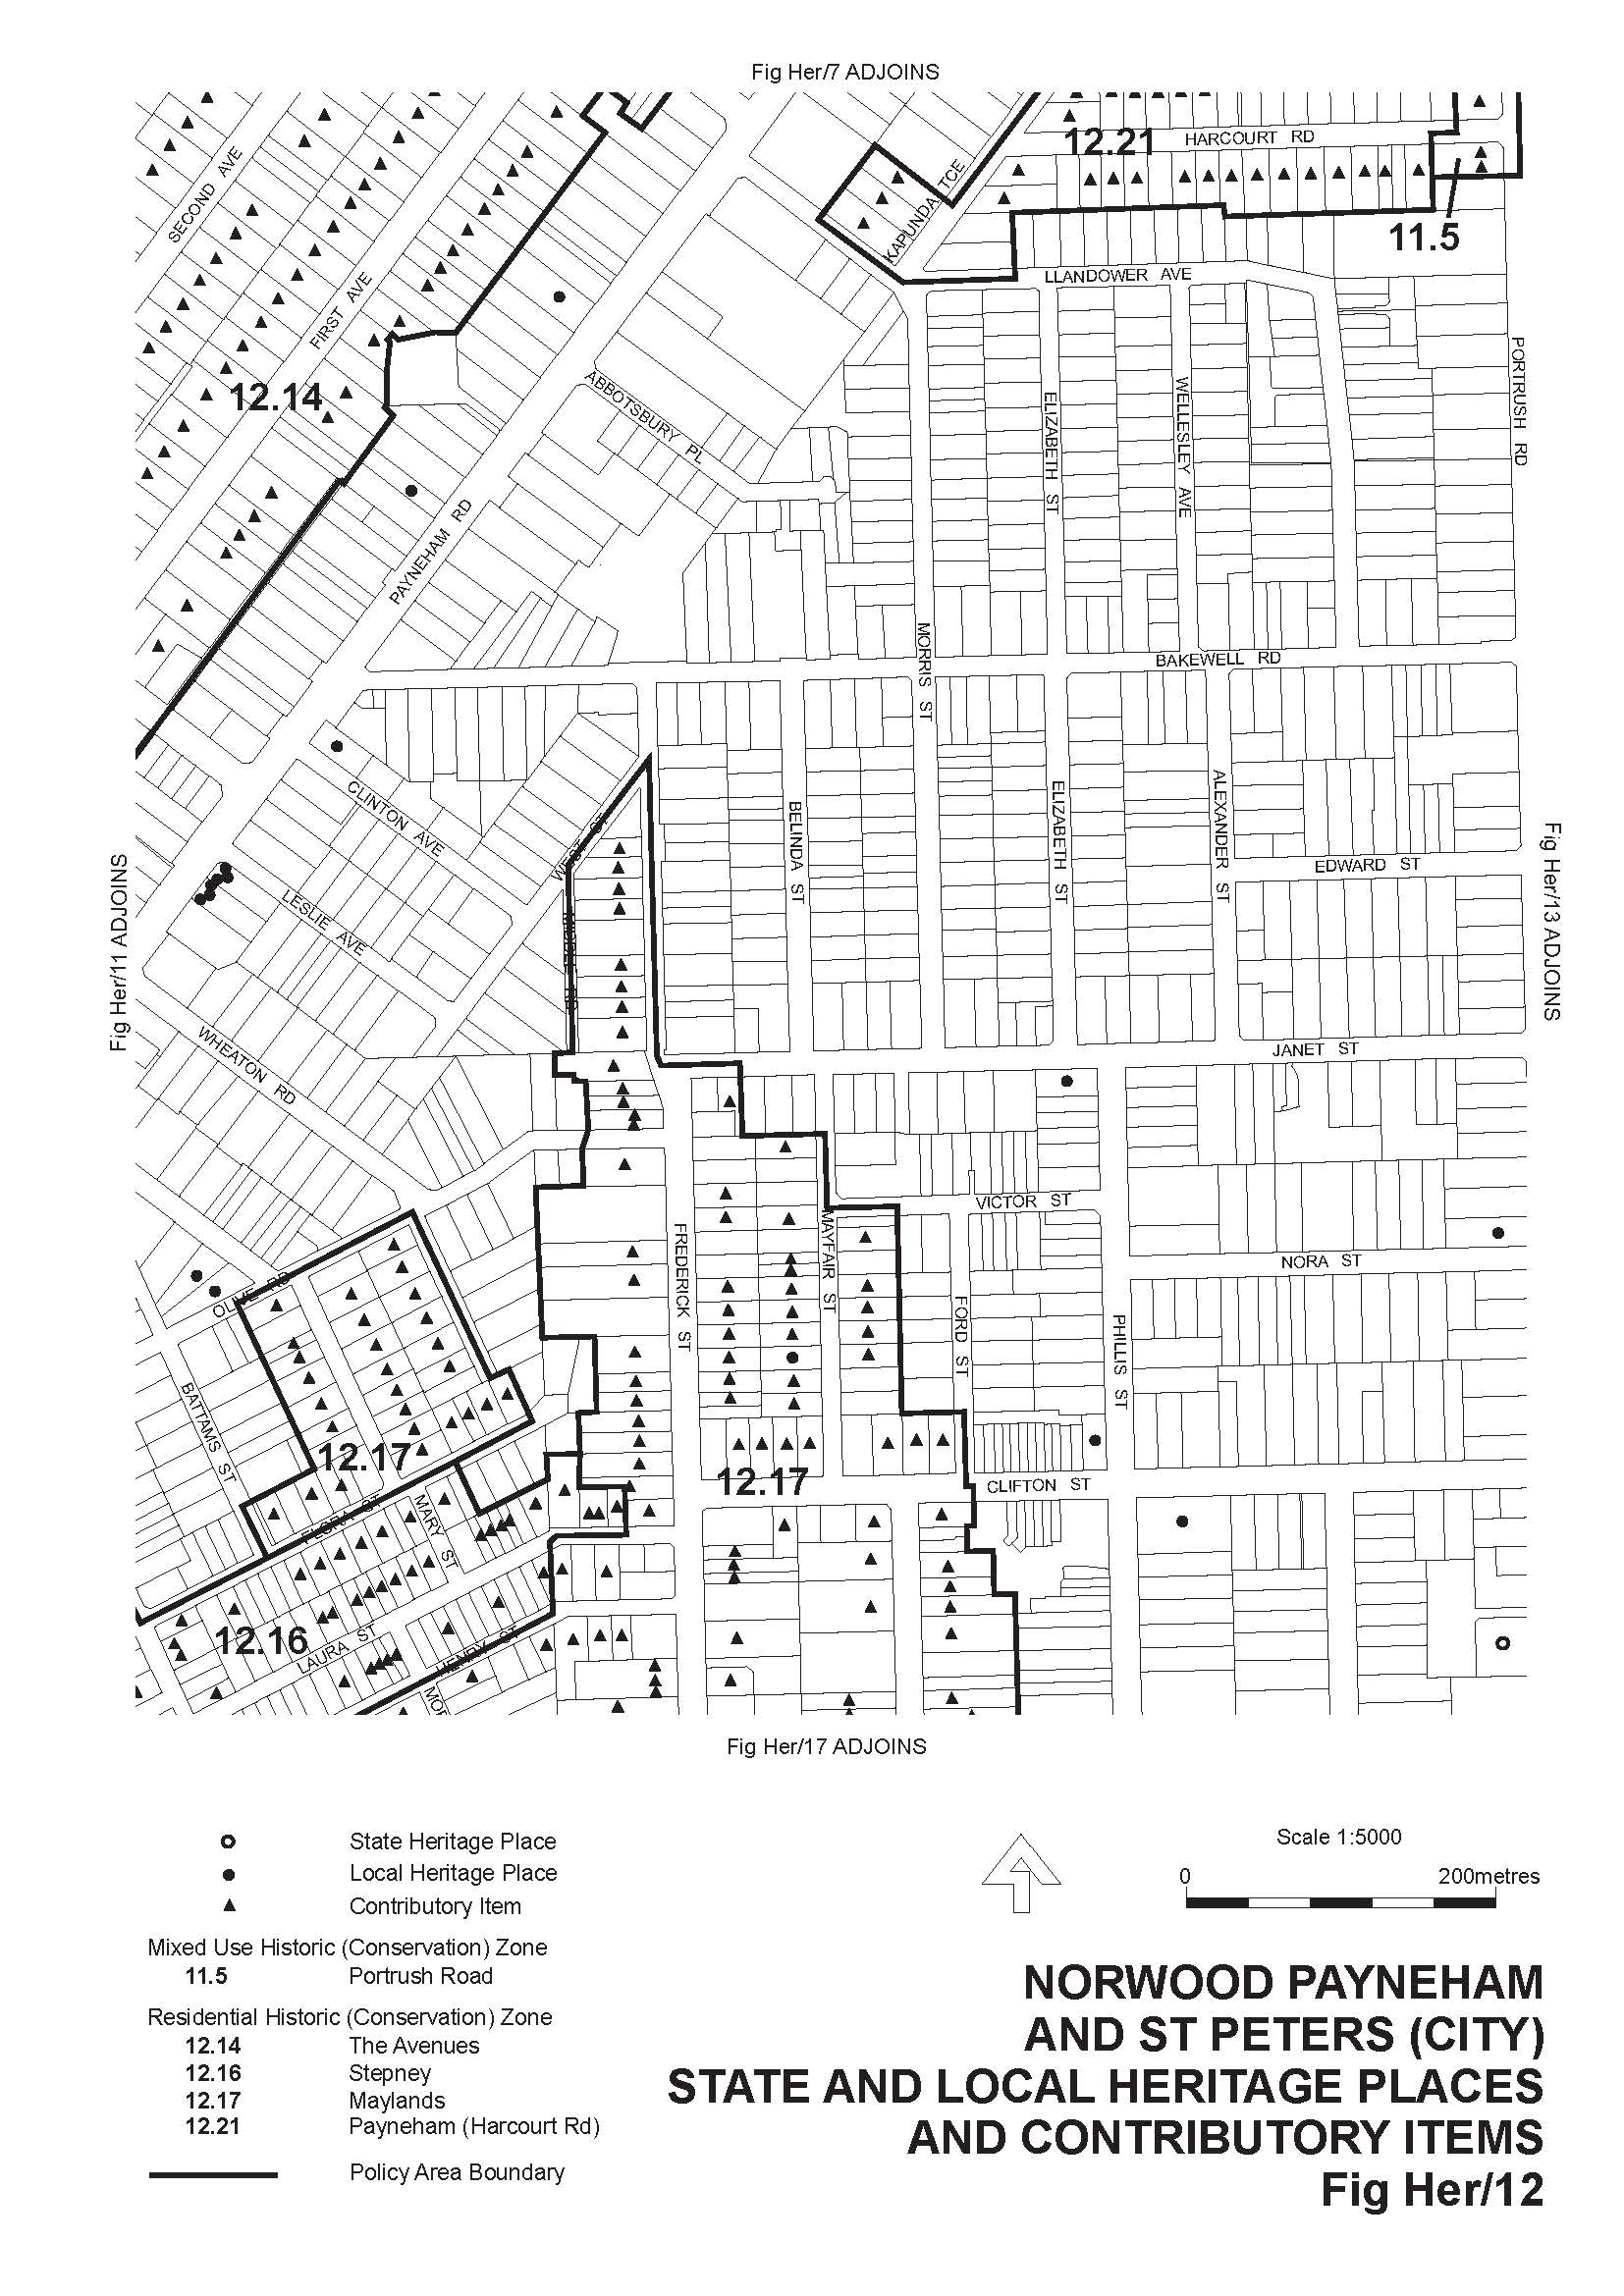 Fig Her/7 ADJOINS
12.21
HARCOURT RD
SECOND AVE
KAPUNDA TCE
11.5
LLANDOWER AVE
FIRST AVE
12.14
ABBOTSBURY PL
PORTRUSH RD
ELIZABETH ST
WELLESLEY AVE
PAYNEHAM RD
MORRIS ST
BAKEWELL RD
CLINTON AVE
WEST ST
BELINDA ST
ELIZABETH ST
ALEXANDER ST
EDWARD ST
Fig Her/11 ADJOINS
Fig Her/13 ADJOINS
LESLIE AVE
MIDDLE RD
WHEATON RD
JANET ST
VICTOR ST
FREDERICK ST
MAYFAIR ST
NORA ST
OLIVE RD
FORD ST
PHILLIS ST
BATTAMS ST
12.17
12.17
CLIFTON ST
FLORA ST
MARY ST
12.16
LAURA ST
HENRY ST
MOR
Fig Her/17 ADJOINS
State Heritage Place
Local Heritage Place
Contributory Item
Mixed Use Historic (Conservation) Zone
11.5 Portrush Road
Residential Historic (Conservation) Zone
12.14 The Avenues
12.16 Stepney
12.17 Maylands
12.21 Payneham (Harcourt Rd)
Policy Area Boundary
Scale 1:5000
0 200metres
NORWOOD PAYNEHAM
AND ST PETERS (CITY)
STATE AND LOCAL HERITAGE PLACES
AND CONTRIBUTORY ITEMS
Fig Her/12